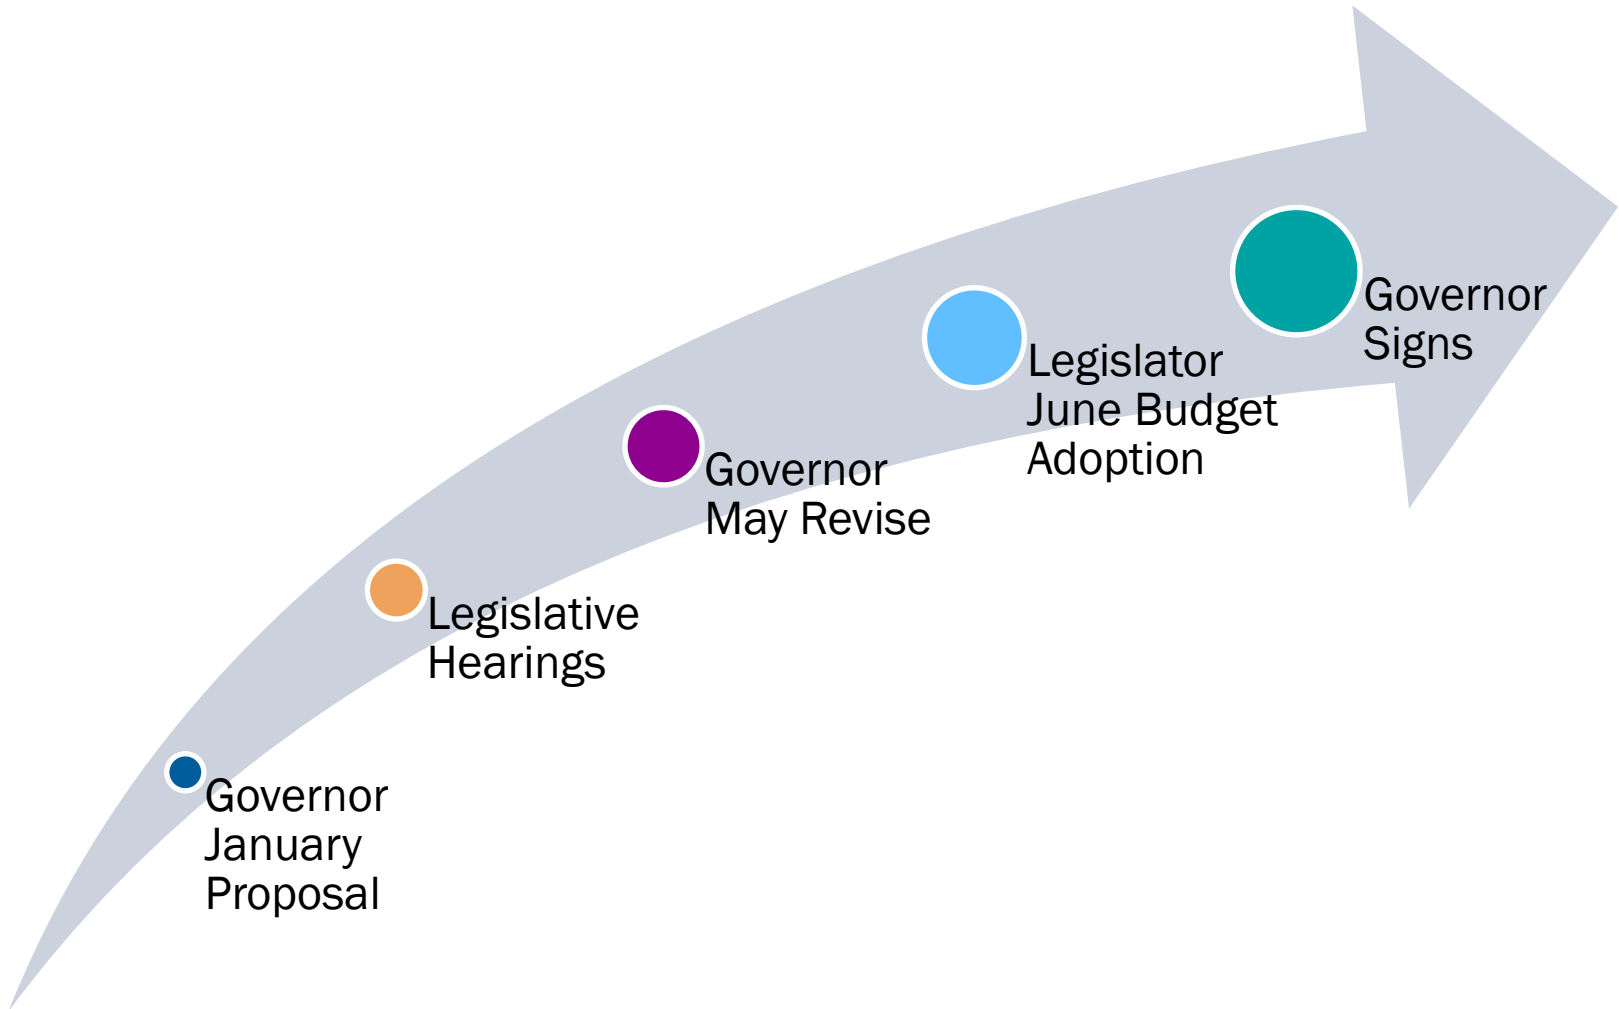 Governor
January
Proposal
Legislative
Hearings
Governor
May Revise
Legislator
June Budget
Adoption
Governor
Signs